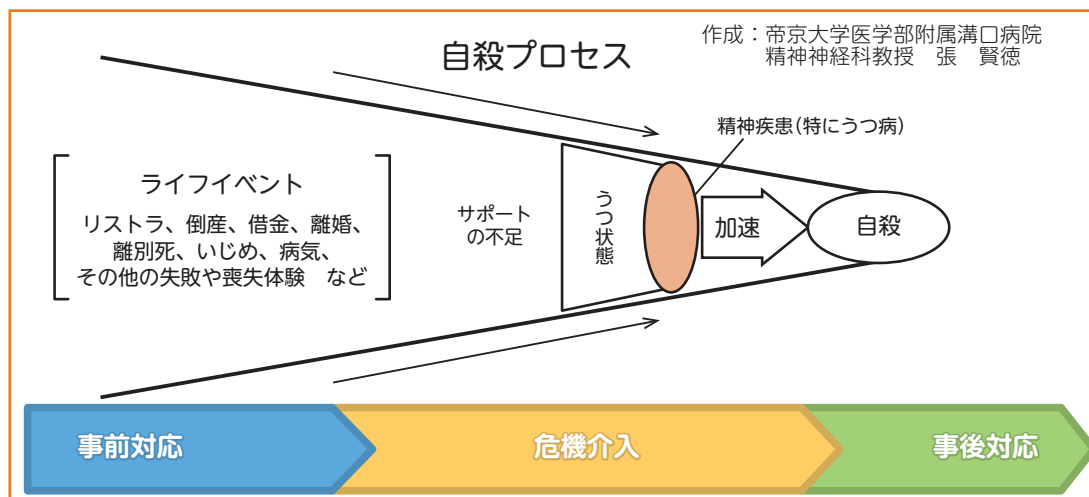 自殺プロセス
作成：帝京大学医学部附属溝口病院
精神神経科教授　張　賢徳
精神疾患(特にうつ病)
ライフイベント
リストラ、倒産、借金、離婚、
離別死、いじめ、病気、
その他の失敗や喪失体験　など
サポート
の不足
うつ状態
加速
自殺
事前対応
危機介入
事後対応